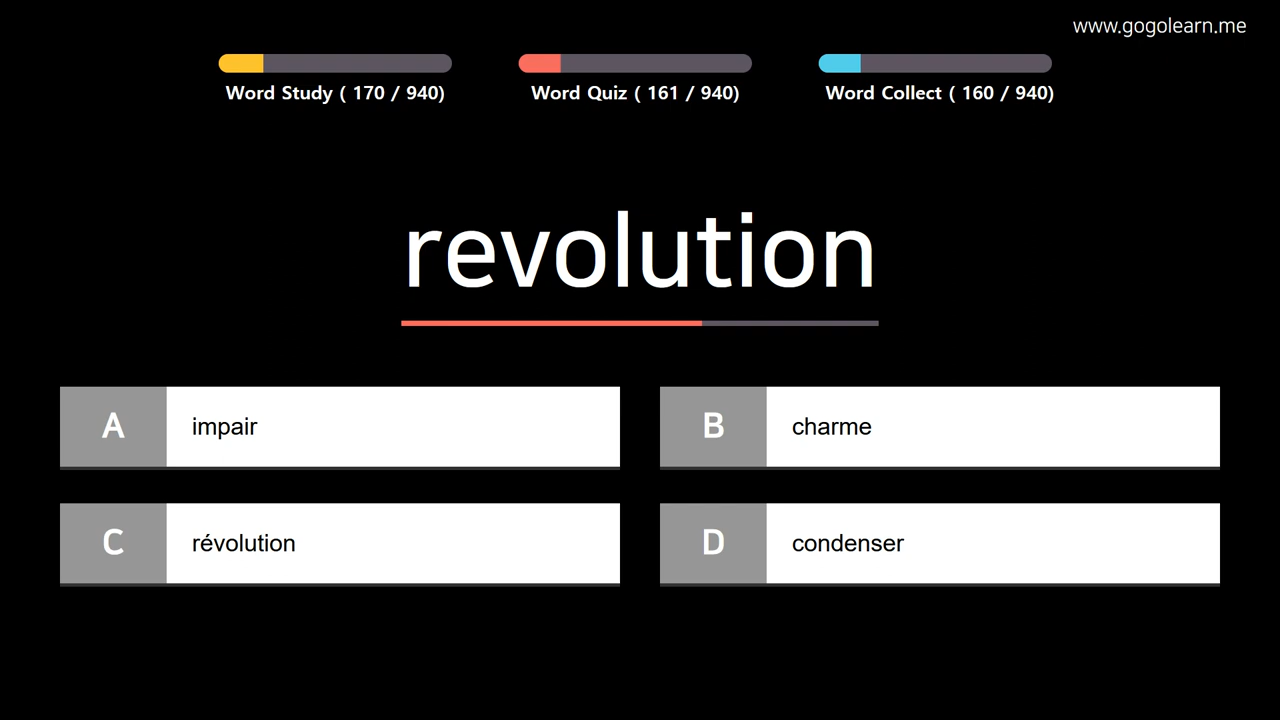 www.gogolearn.me
Word Study ( 170 / 940)
Word Quiz ( 161 / 940)
Word Collect ( 160 / 940)
revolution
A impair
B charme
C révolution
D condenser